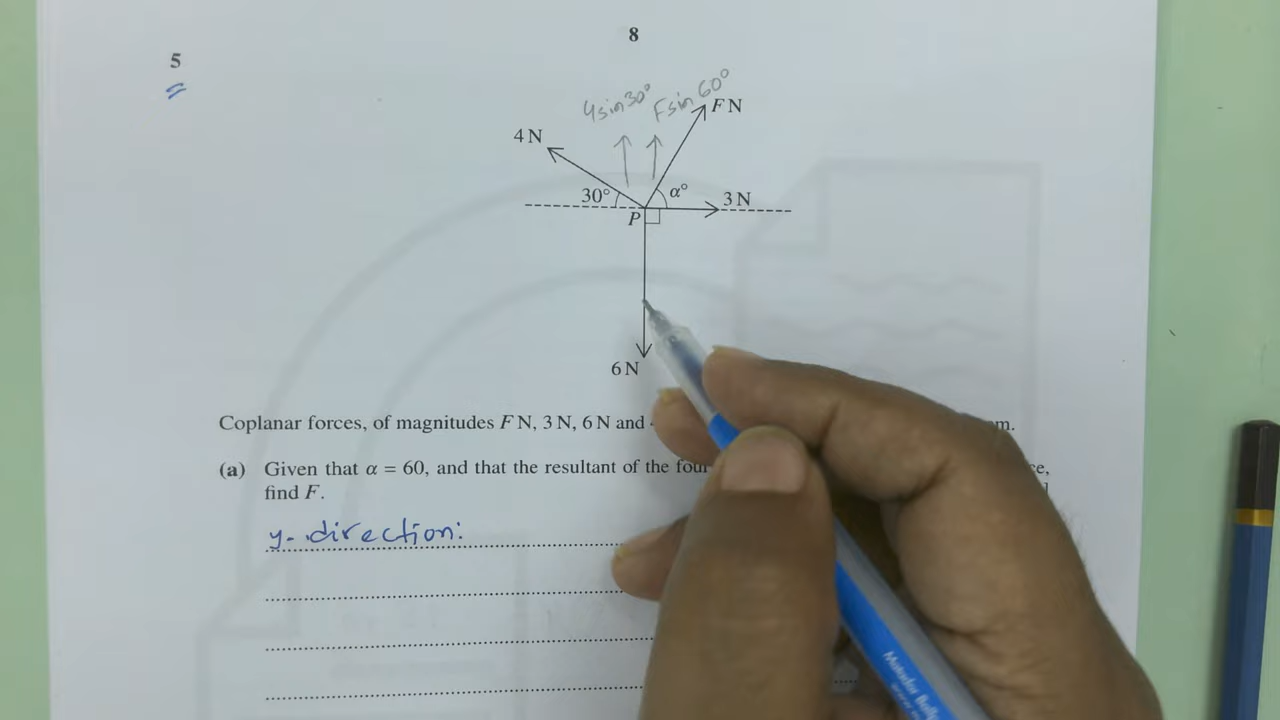 8
5
4sin30° Fsin60°
F N
4 N
30°
α°
3 N
P
6 N
Coplanar forces, of magnitudes F N, 3 N, 6 N and
(a) Given that α = 60, and that the resultant of the four
find F.
y- direction: